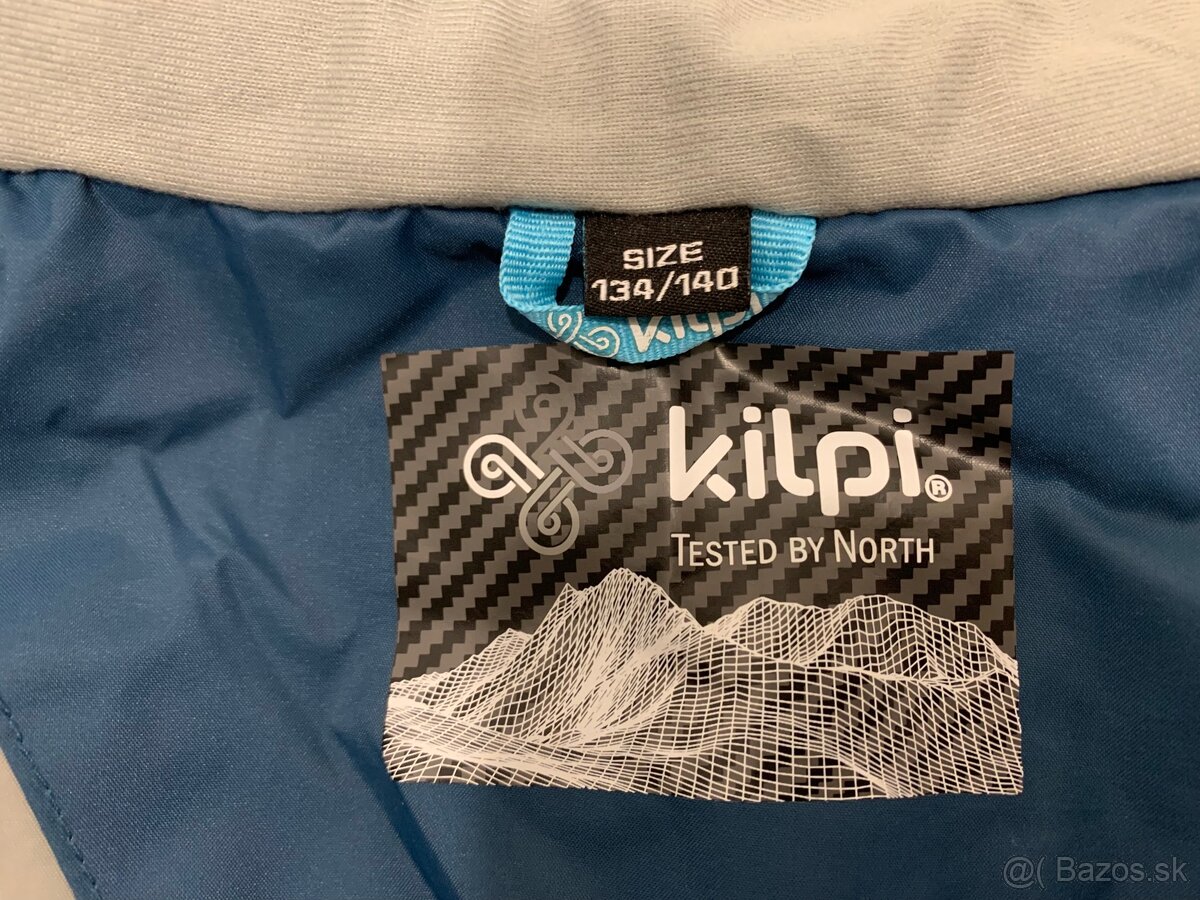 SIZE
134/140
kilpi
kilpi®
TESTED BY NORTH
@( Bazos.sk